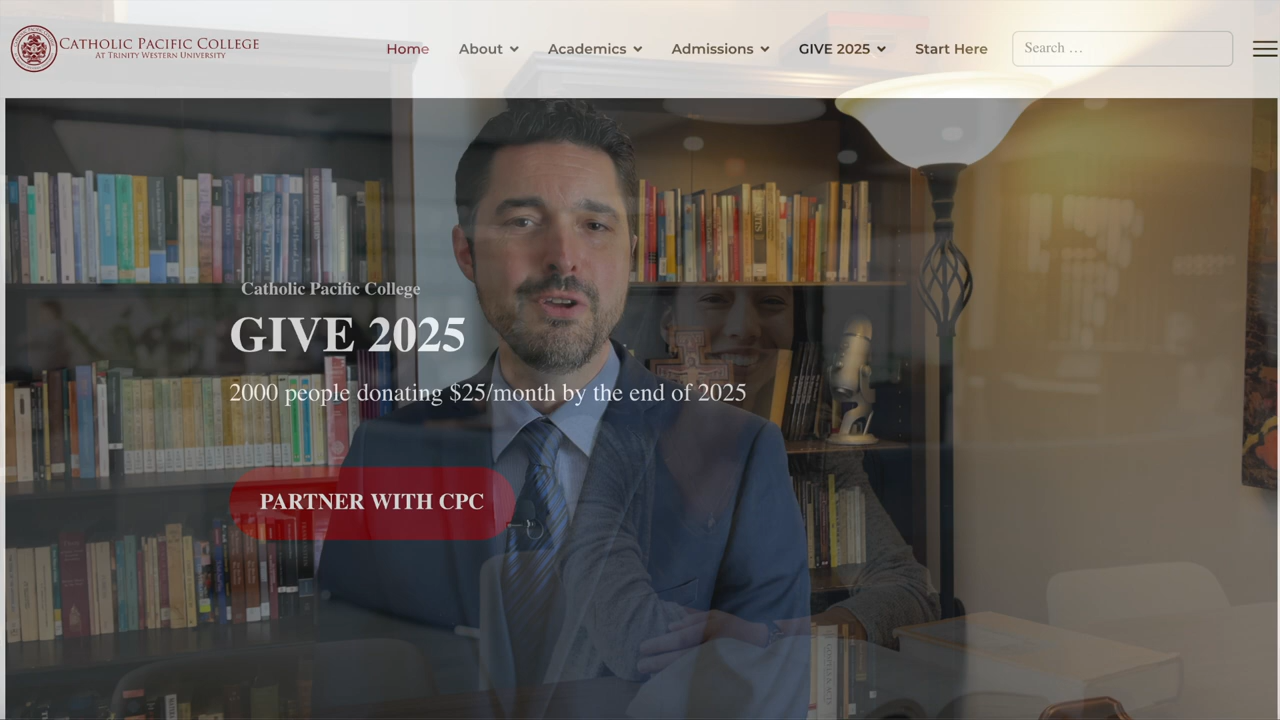 CATHOLIC PACIFIC COLLEGE
AT TRINITY WESTERN UNIVERSITY
Home About Academics Admissions GIVE 2025 Start Here Search ...
Catholic Pacific College
GIVE 2025
2000 people donating $25/month by the end of 2025
PARTNER WITH CPC